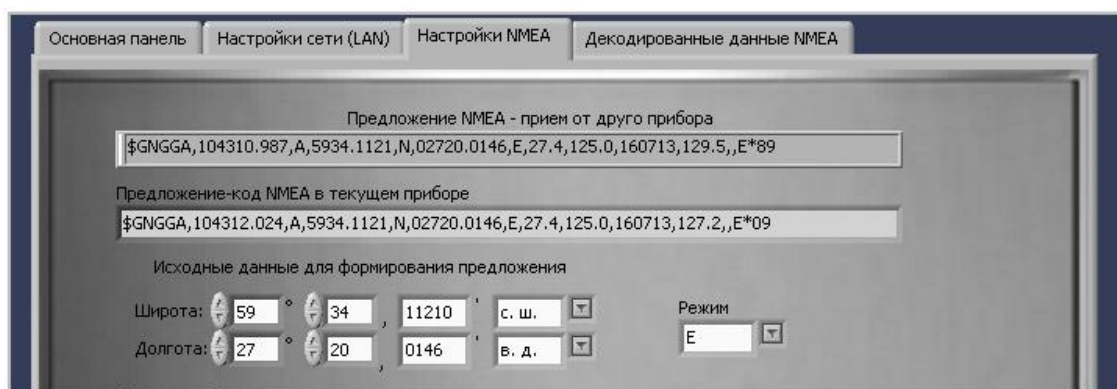 Основная панель Настройки сети (LAN) Настройки NMEA Декодированные данные NMEA
Предложение NMEA - прием от друго прибора
$GNGGA,104310.987,A,5934.1121,N,02720.0146,E,27.4,125.0,160713,129.5,,E*89
Предложение-код NMEA в текущем приборе
$GNGGA,104312.024,A,5934.1121,N,02720.0146,E,27.4,125.0,160713,127.2,,E*09
Исходные данные для формирования предложения
Широта: 59 ° 34 , 11210 ' с. ш. Режим
Долгота: 27 ° 20 , 0146 ' в. д. E